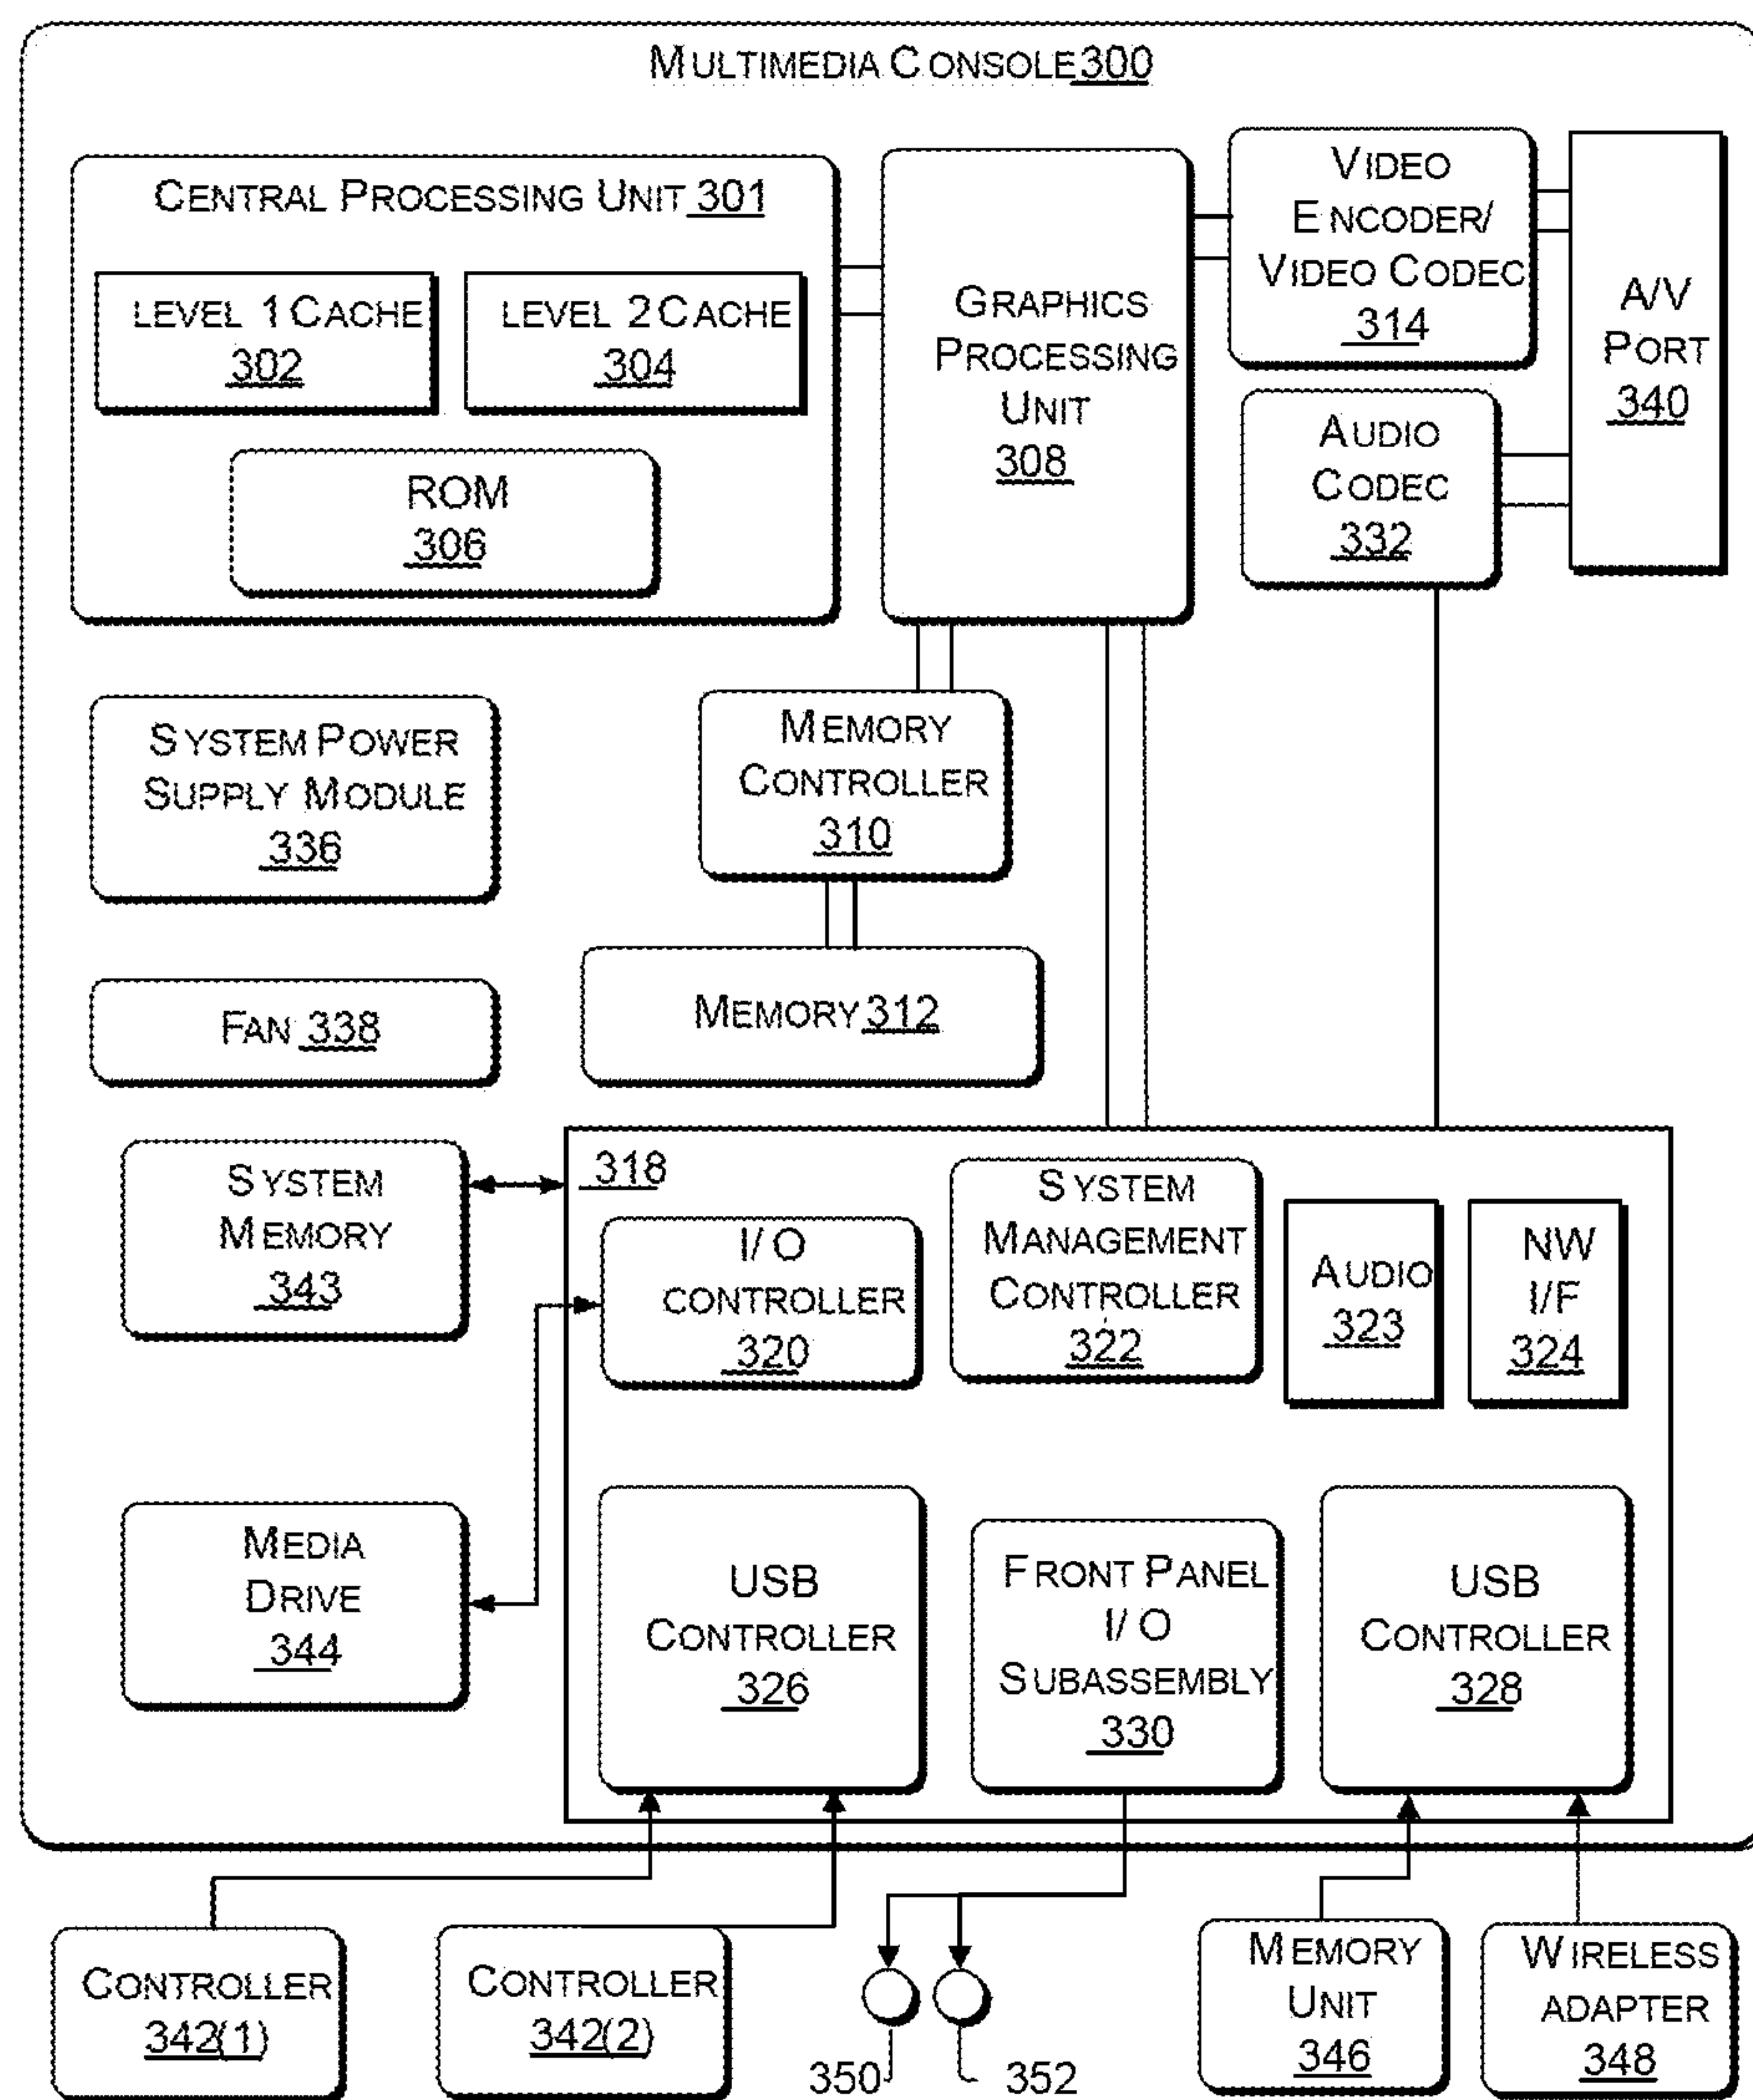 MULTIMEDIA CONSOLE 300
CENTRAL PROCESSING UNIT 301
LEVEL 1 CACHE
302
LEVEL 2 CACHE
304
ROM
306
GRAPHICS
PROCESSING
UNIT
308
VIDEO
ENCODER/
VIDEO CODEC
314
A/V
PORT
340
AUDIO
CODEC
332
SYSTEM POWER
SUPPLY MODULE
336
MEMORY
CONTROLLER
310
FAN 338
MEMORY 312
SYSTEM
MEMORY
343
318
I/O
CONTROLLER
320
SYSTEM
MANAGEMENT
CONTROLLER
322
AUDIO
323
NW
I/F
324
MEDIA
DRIVE
344
USB
CONTROLLER
326
FRONT PANEL
I/O
SUBASSEMBLY
330
USB
CONTROLLER
328
CONTROLLER
342(1)
CONTROLLER
342(2)
350
352
MEMORY
UNIT
346
WIRELESS
ADAPTER
348